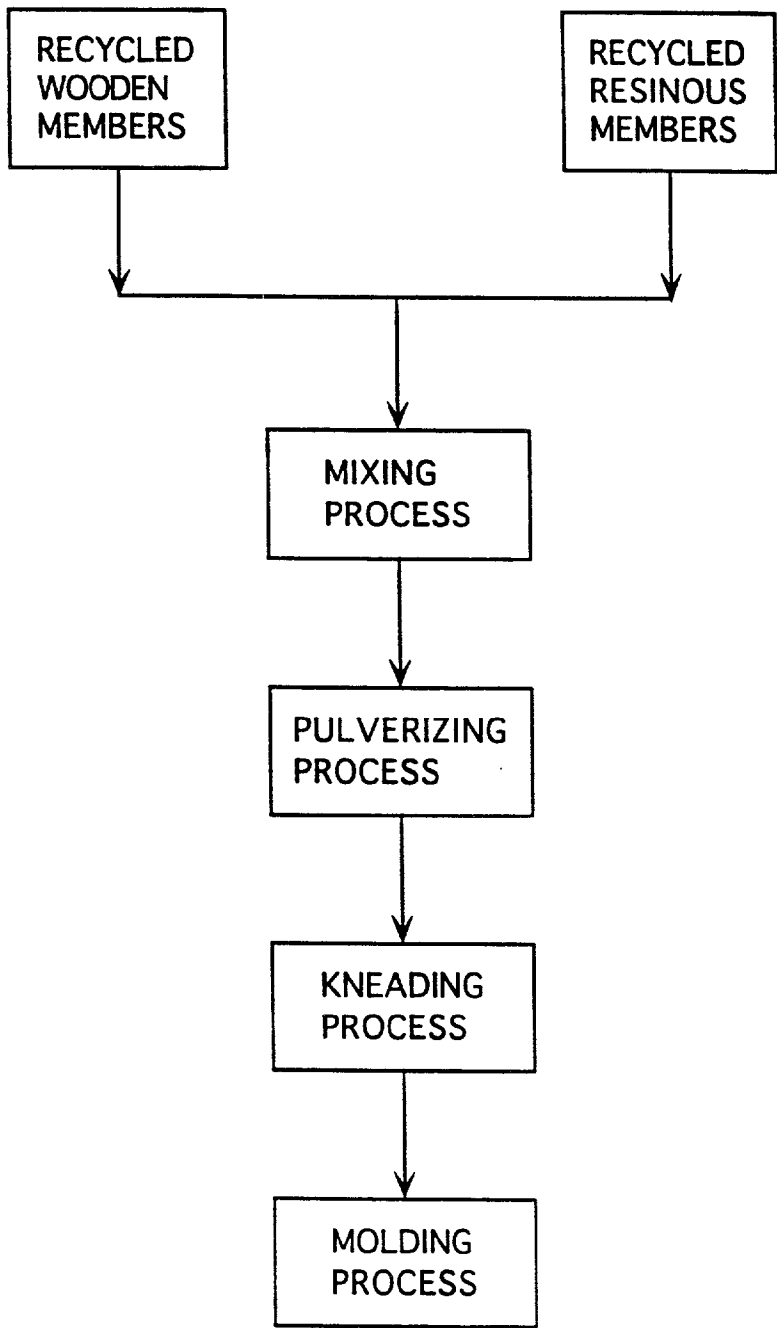 RECYCLED
WOODEN
MEMBERS
RECYCLED
RESINOUS
MEMBERS
MIXING
PROCESS
PULVERIZING
PROCESS
KNEADING
PROCESS
MOLDING
PROCESS